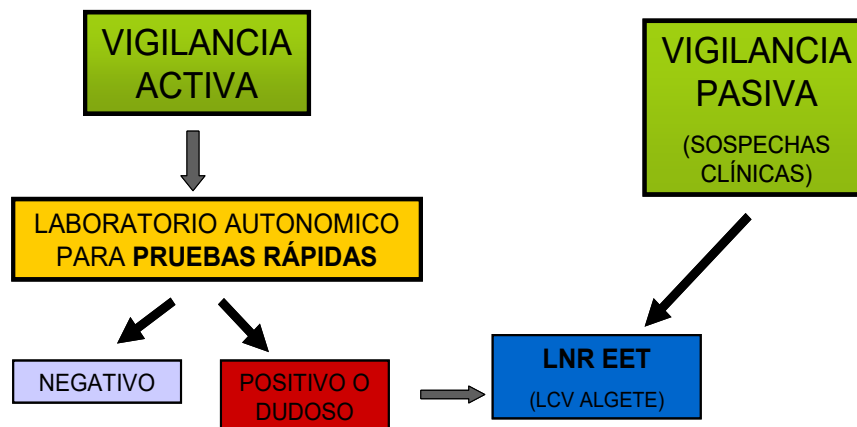 VIGILANCIA
ACTIVA
VIGILANCIA
PASIVA
(SOSPECHAS
CLÍNICAS)
LABORATORIO AUTONOMICO
PARA PRUEBAS RÁPIDAS
NEGATIVO
POSITIVO O
DUDOSO
LNR EET
(LCV ALGETE)